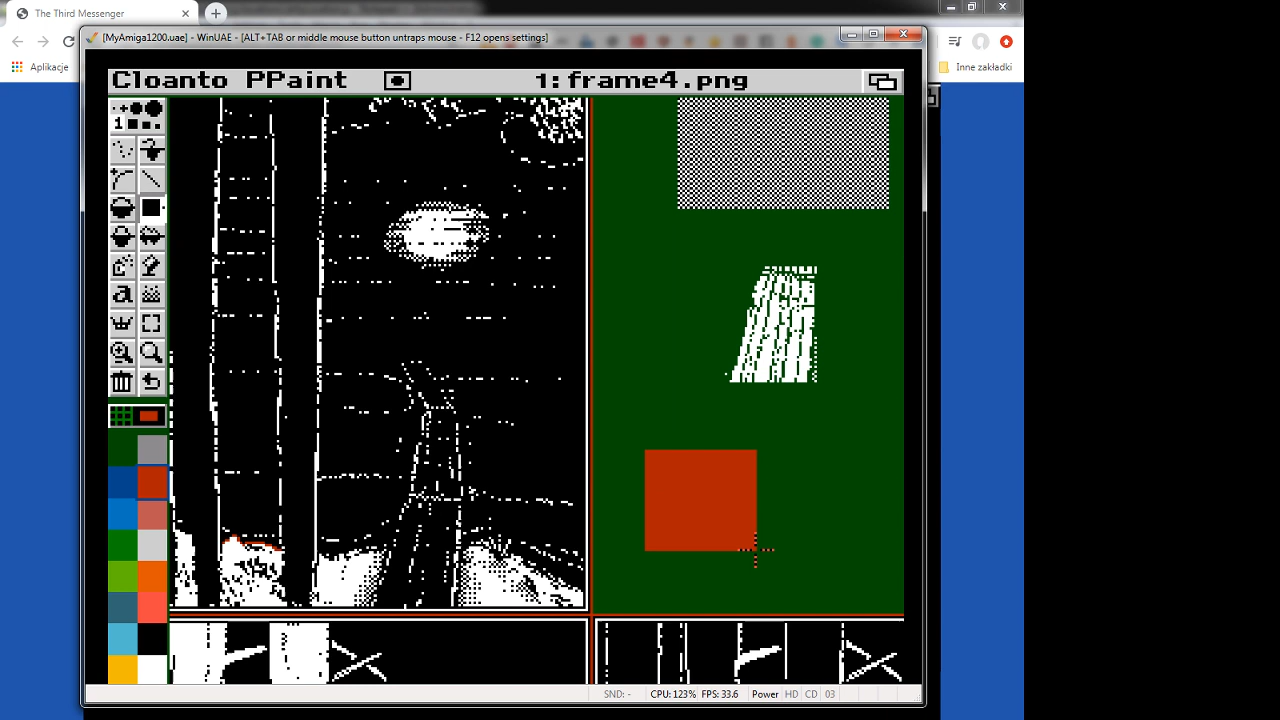 The Third Messenger
[MyAmiga1200.uae] - WinUAE - [ALT+TAB or middle mouse button untraps mouse - F12 opens settings]
Aplikacje
Inne zakładki
Cloanto PPaint
1:frame4.png
1
a
SND: -
CPU: 123%
FPS: 33.6
Power
HD
CD
03